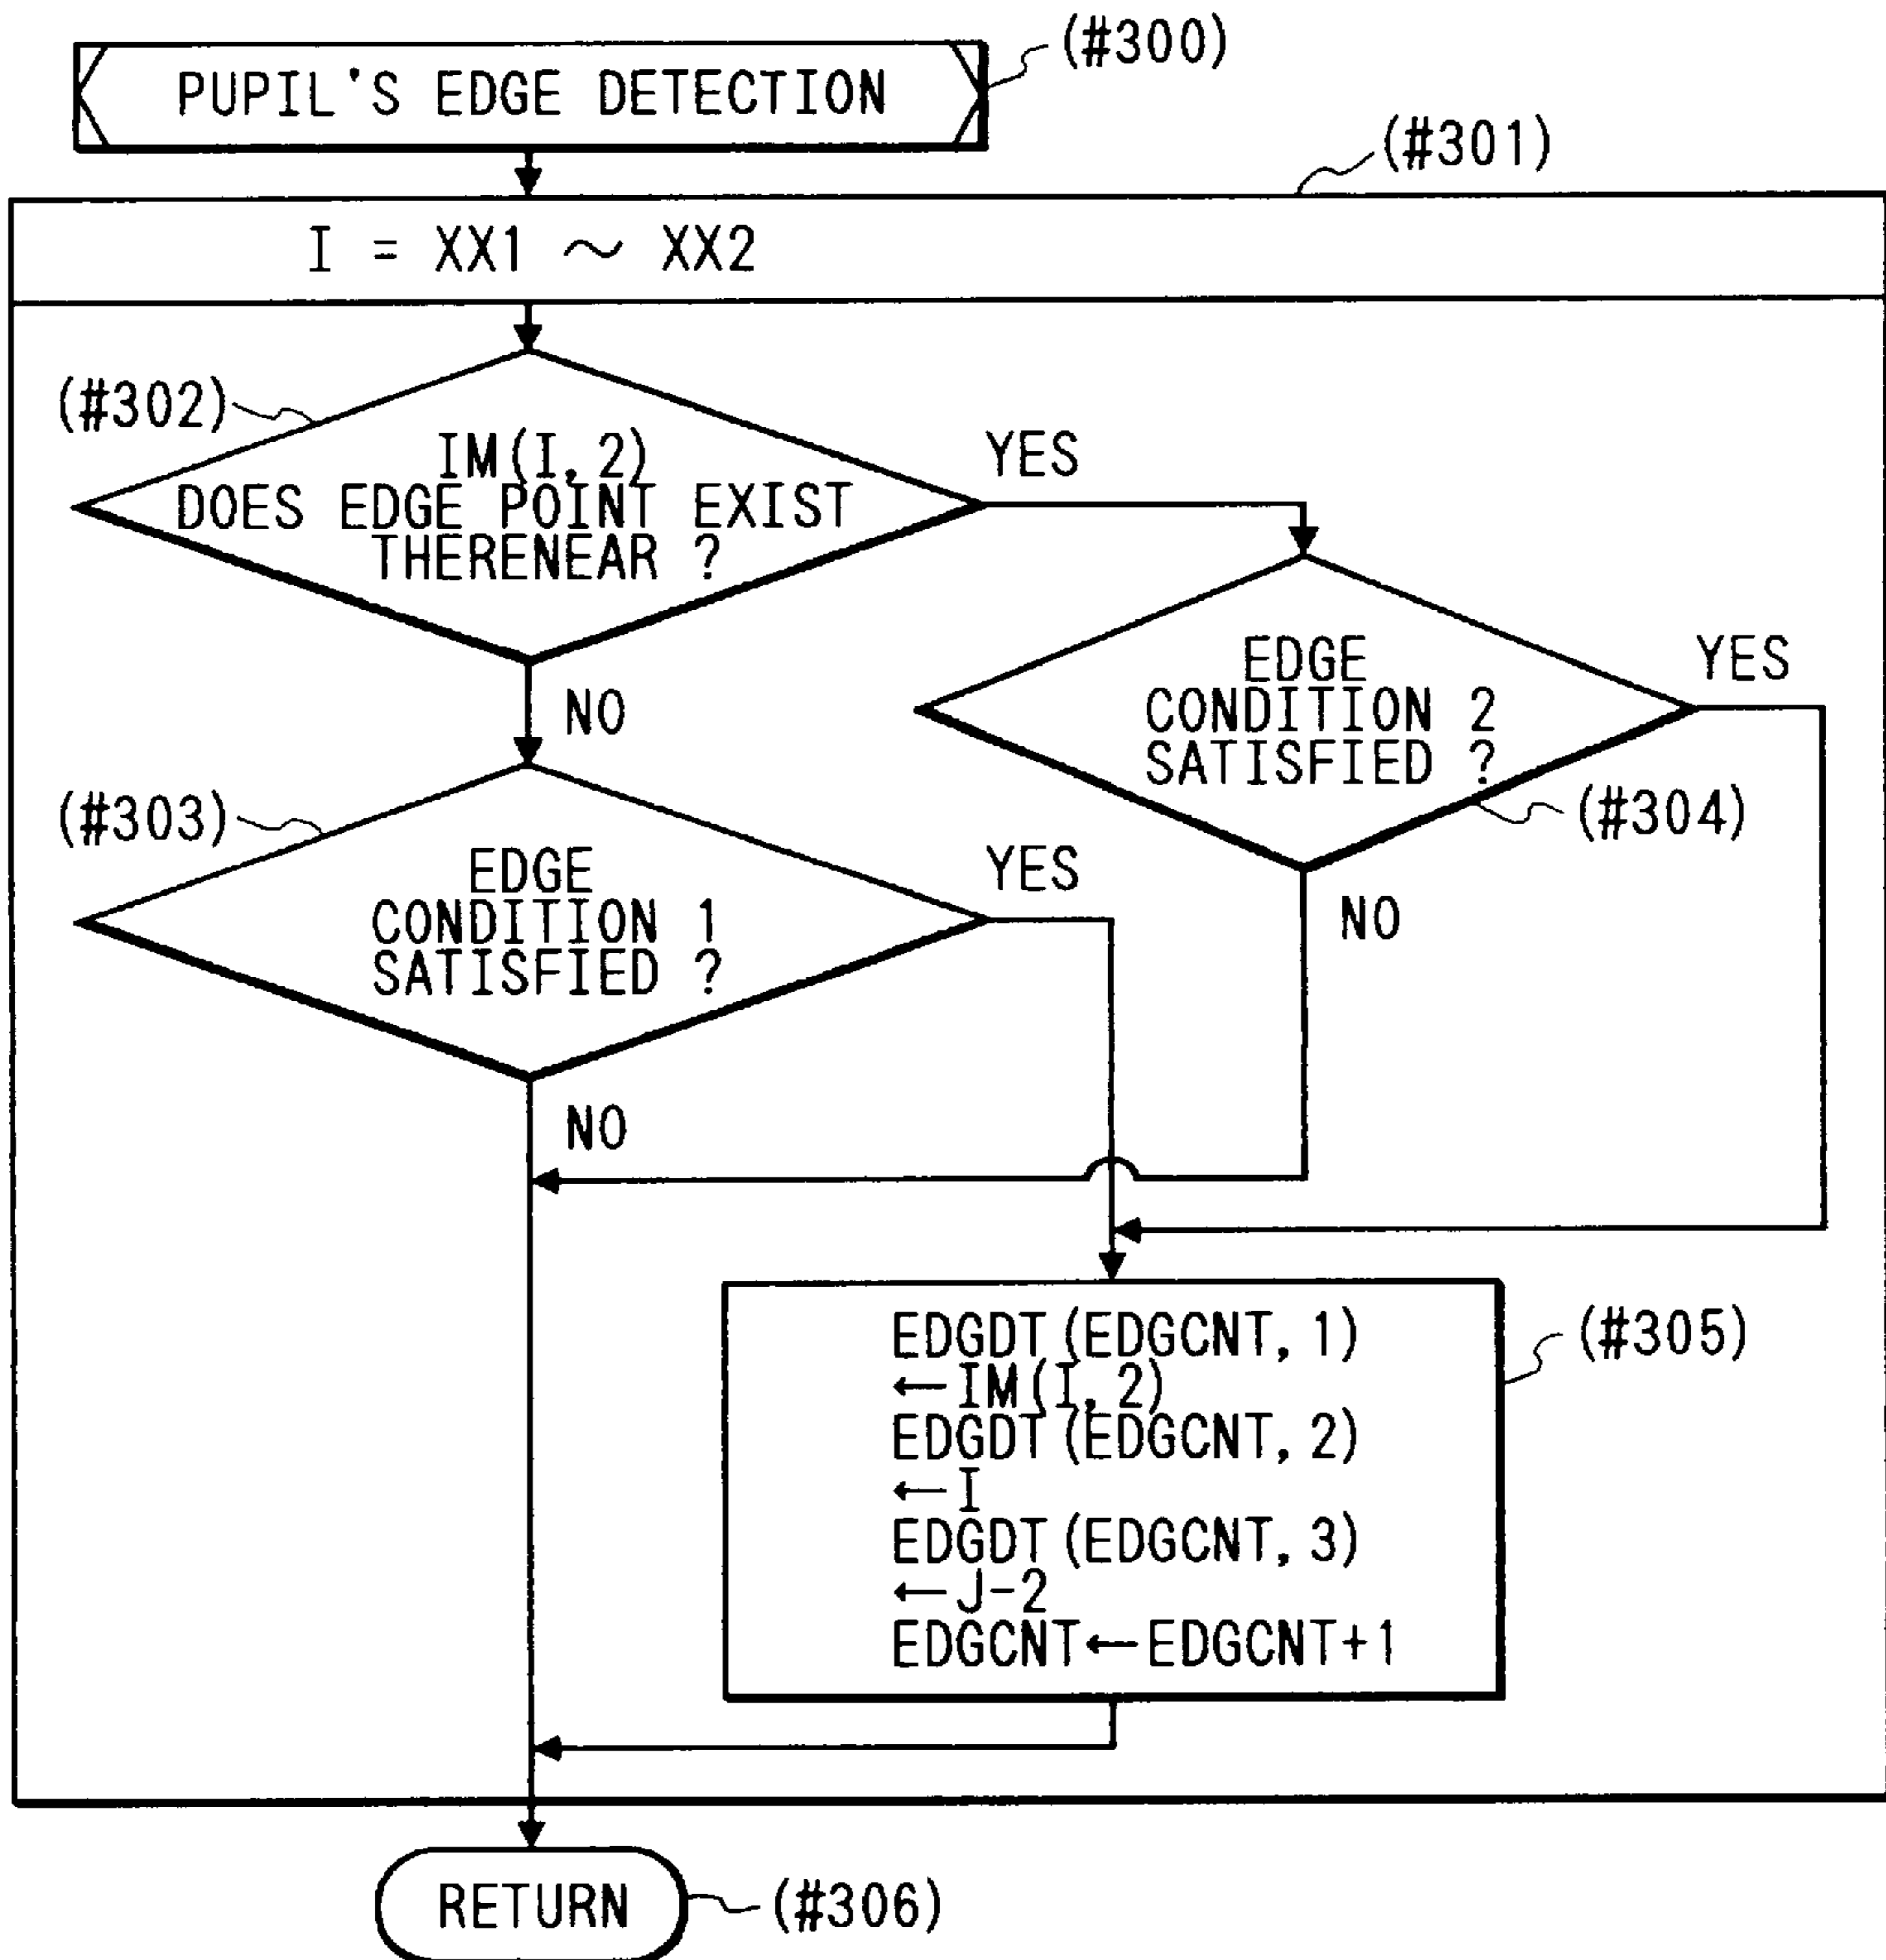 PUPIL'S EDGE DETECTION
(#300)
(#301)
I = XX1 ~ XX2
(#302)
IM(I,2)
DOES EDGE POINT EXIST
THERENEAR ?
YES
NO
EDGE
CONDITION 2
SATISFIED ?
YES
(#304)
NO
(#303)
EDGE
CONDITION 1
SATISFIED ?
YES
NO
EDGDT(EDGCNT,1)
←IM(I,2)
EDGDT(EDGCNT,2)
←I
EDGDT(EDGCNT,3)
←J-2
EDGCNT←EDGCNT+1
(#305)
RETURN
(#306)